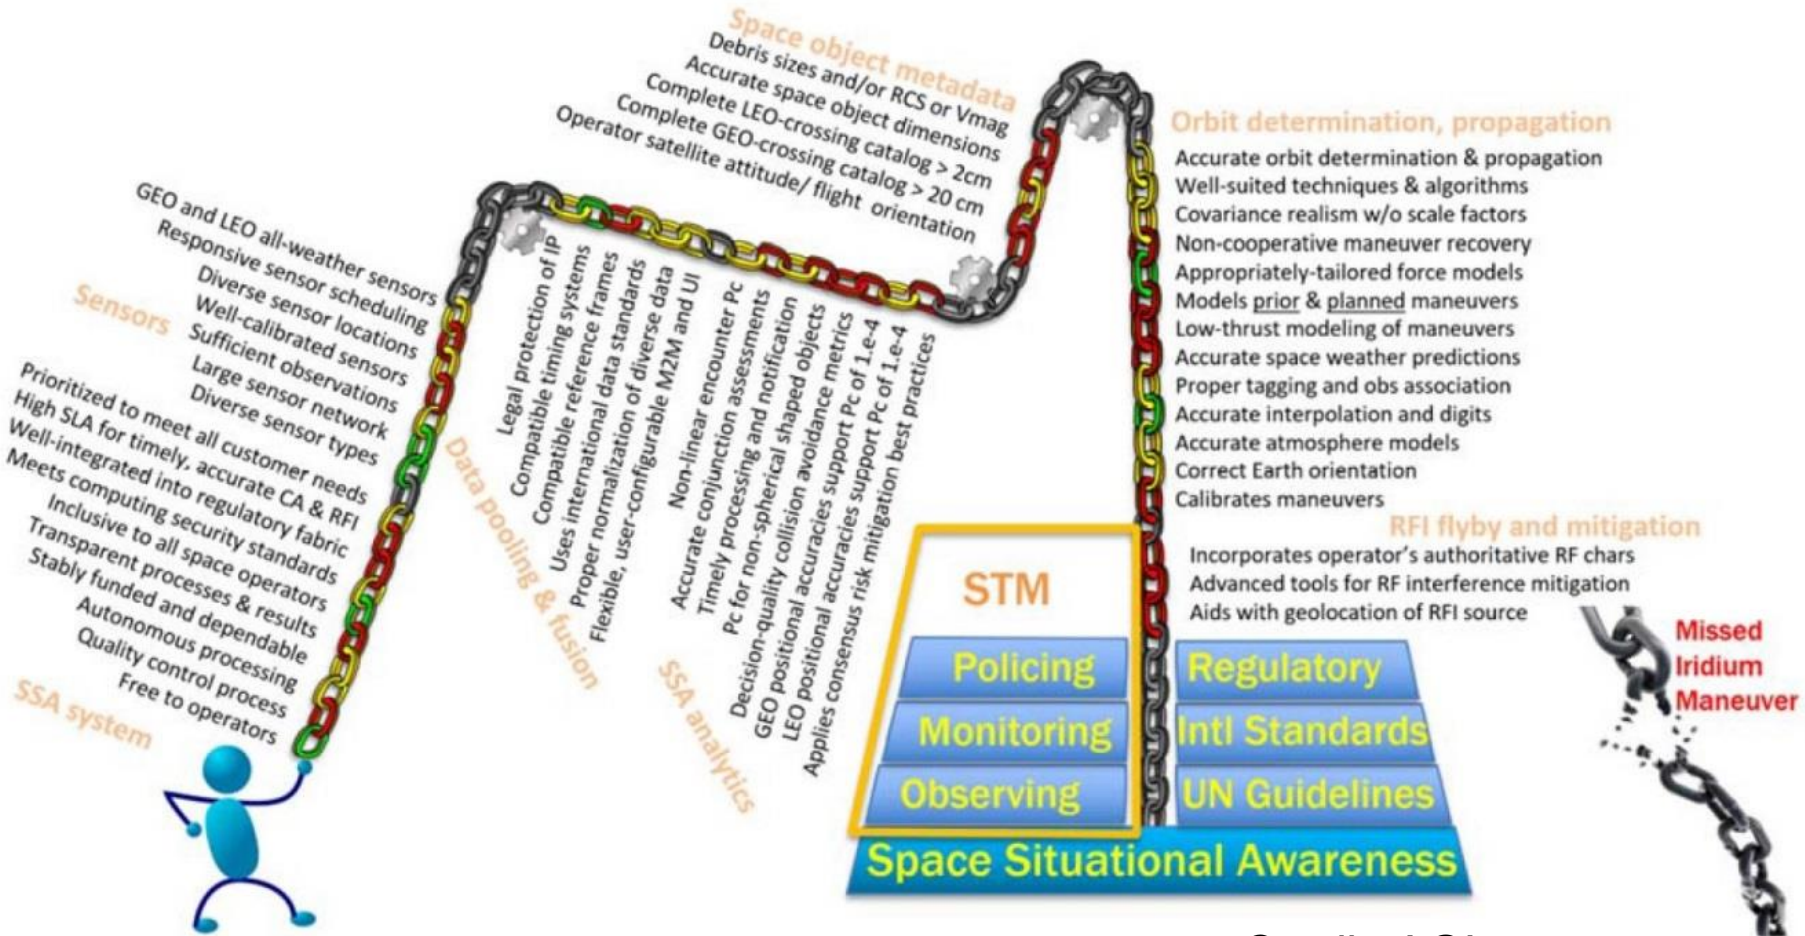 Space object metadata
Debris sizes and/or RCS or Vmag
Accurate space object dimensions
Complete LEO-crossing catalog > 2cm
Complete GEO-crossing catalog > 20 cm
Operator satellite attitude/ flight orientation
Orbit determination, propagation
Accurate orbit determination & propagation
Well-suited techniques & algorithms
Covariance realism w/o scale factors
Non-cooperative maneuver recovery
Appropriately-tailored force models
Models prior & planned maneuvers
Low-thrust modeling of maneuvers
Accurate space weather predictions
Proper tagging and obs association
Accurate interpolation and digits
Accurate atmosphere models
Correct Earth orientation
Calibrates maneuvers
RFI flyby and mitigation
Incorporates operator's authoritative RF chars
Advanced tools for RF interference mitigation
Aids with geolocation of RFI source
Sensors
GEO and LEO all-weather sensors
Responsive sensor scheduling
Diverse sensor locations
Well-calibrated sensors
Sufficient observations
Large sensor network
Diverse sensor types
SSA system
Prioritized to meet all customer needs
High SLA for timely, accurate CA & RFI
Well-integrated into regulatory fabric
Meets computing security standards
Inclusive to all space operators
Transparent processes & results
Stably funded and dependable
Autonomous processing
Quality control process
Free to operators
Data pooling & fusion
Legal protection of IP
Compatible timing systems
Compatible reference frames
Uses international data standards
Proper normalization of diverse data
Flexible, user-configurable M2M and UI
SSA analytics
Non-linear encounter Pc
Accurate conjunction assessments
Timely processing and notification
Pc for non-spherical shaped objects
Decision-quality collision avoidance metrics
GEO positional accuracies support Pc of 1.e-4
LEO positional accuracies support Pc of 1.e-4
Applies consensus risk mitigation best practices
STM
Policing
Monitoring
Observing
Regulatory
Intl Standards
UN Guidelines
Space Situational Awareness
Missed
Iridium
Maneuver